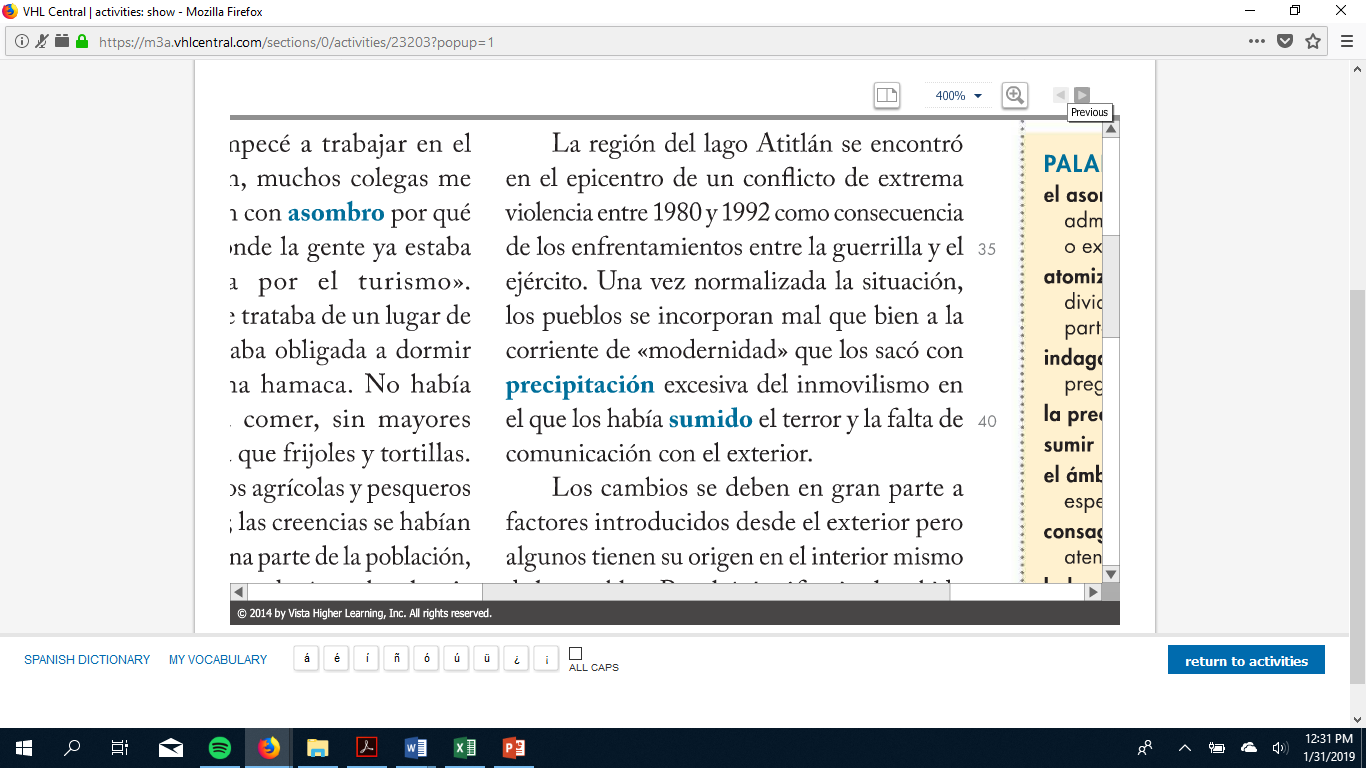 VHL Central | activities: show - Mozilla Firefox
https://m3a.vhlcentral.com/sections/0/activities/23203?popup=1
400%
Previous
mpecé a trabajar en el
n, muchos colegas me
n con asombro por qué
onde la gente ya estaba
a por el turismo».
e trataba de un lugar de
aba obligada a dormir
na hamaca. No había
comer, sin mayores
que frijoles y tortillas.
os agrícolas y pesqueros
; las creencias se habían
na parte de la población,
La región del lago Atitlán se encontró
en el epicentro de un conflicto de extrema
violencia entre 1980 y 1992 como consecuencia
de los enfrentamientos entre la guerrilla y el 35
ejército. Una vez normalizada la situación,
los pueblos se incorporan mal que bien a la
corriente de «modernidad» que los sacó con
precipitación excesiva del inmovilismo en
el que los había sumido el terror y la falta de 40
comunicación con el exterior.
Los cambios se deben en gran parte a
factores introducidos desde el exterior pero
algunos tienen su origen en el interior mismo
PALA
el aso
adm
o ex
atomiz
divid
part
indaga
preg
la prec
sumir
el ámb
espe
consag
aten
© 2014 by Vista Higher Learning, Inc. All rights reserved.
SPANISH DICTIONARY MY VOCABULARY á é í ñ ó ú ü ¿ ¡ ALL CAPS
return to activities
12:31 PM
1/31/2019